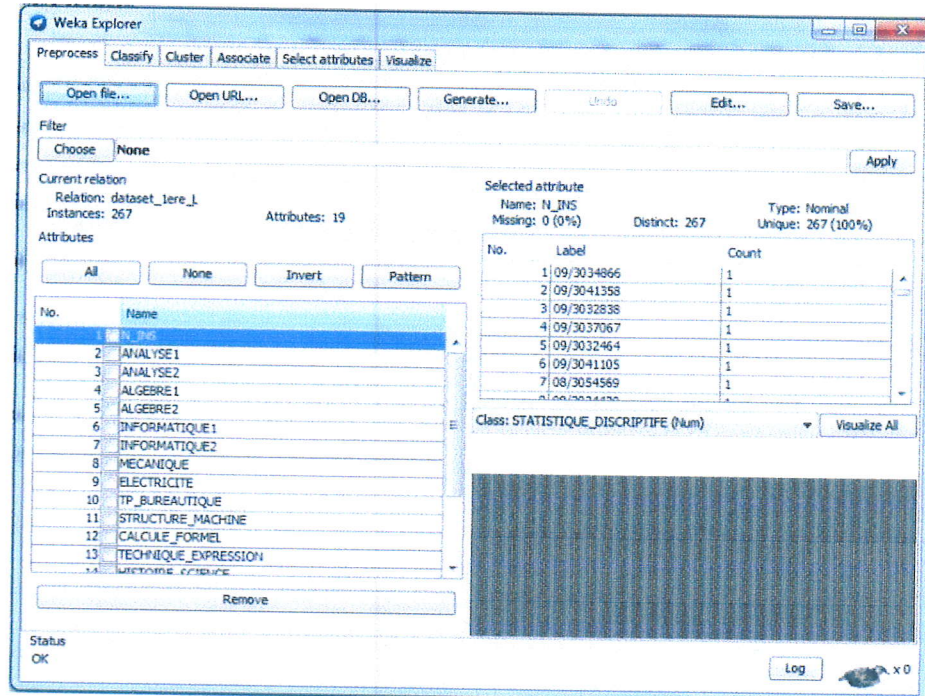 Weka Explorer
Preprocess Classify Cluster Associate Select attributes Visualize
Open file... Open URL... Open DB... Generate... Undo Edit... Save...
Filter
Choose None Apply
Current relation
Relation: dataset_1ere_L
Instances: 267 Attributes: 19
Attributes
All None Invert Pattern
No. Name
1 N_INS
2 ANALYSE1
3 ANALYSE2
4 ALGEBRE1
5 ALGEBRE2
6 INFORMATIQUE1
7 INFORMATIQUE2
8 MECANIQUE
9 ELECTRICITE
10 TP_BUREAUTIQUE
11 STRUCTURE_MACHINE
12 CALCULE_FORMEL
13 TECHNIQUE_EXPRESSION
14 HISTOIRE_SCIENCE
Remove
Selected attribute
Name: N_INS Type: Nominal
Missing: 0 (0%) Distinct: 267 Unique: 267 (100%)
No. Label Count
1 09/3034866 1
2 09/3041358 1
3 09/3032838 1
4 09/3037067 1
5 09/3032464 1
6 09/3041105 1
7 08/3054569 1
Class: STATISTIQUE_DISCRIPTIFE (Num) Visualize All
Status
OK
Log x 0